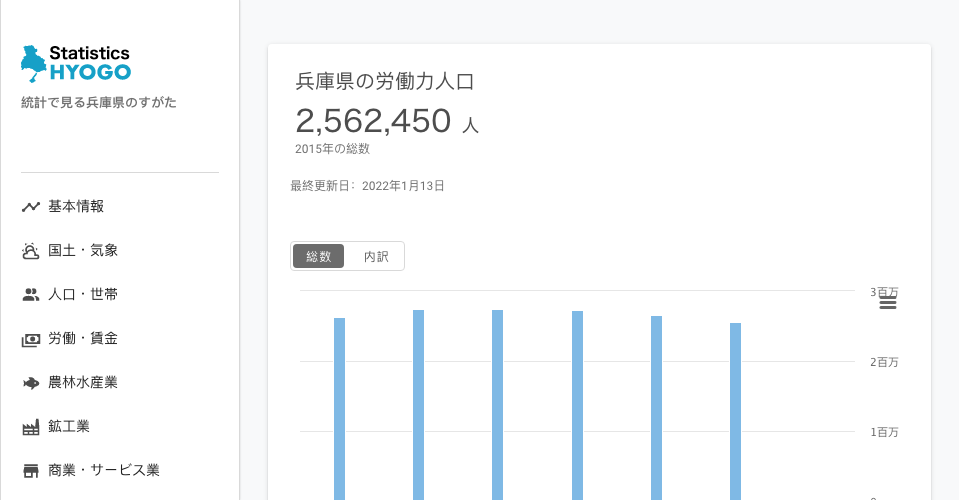 Statistics
HYOGO
統計で見る兵庫県のすがた
基本情報
国土・気象
人口・世帯
労働・賃金
農林水産業
鉱工業
商業・サービス業
兵庫県の労働力人口
2,562,450 人
2015年の総数
最終更新日: 2022年1月13日
総数 内訳
3百万
2百万
1百万